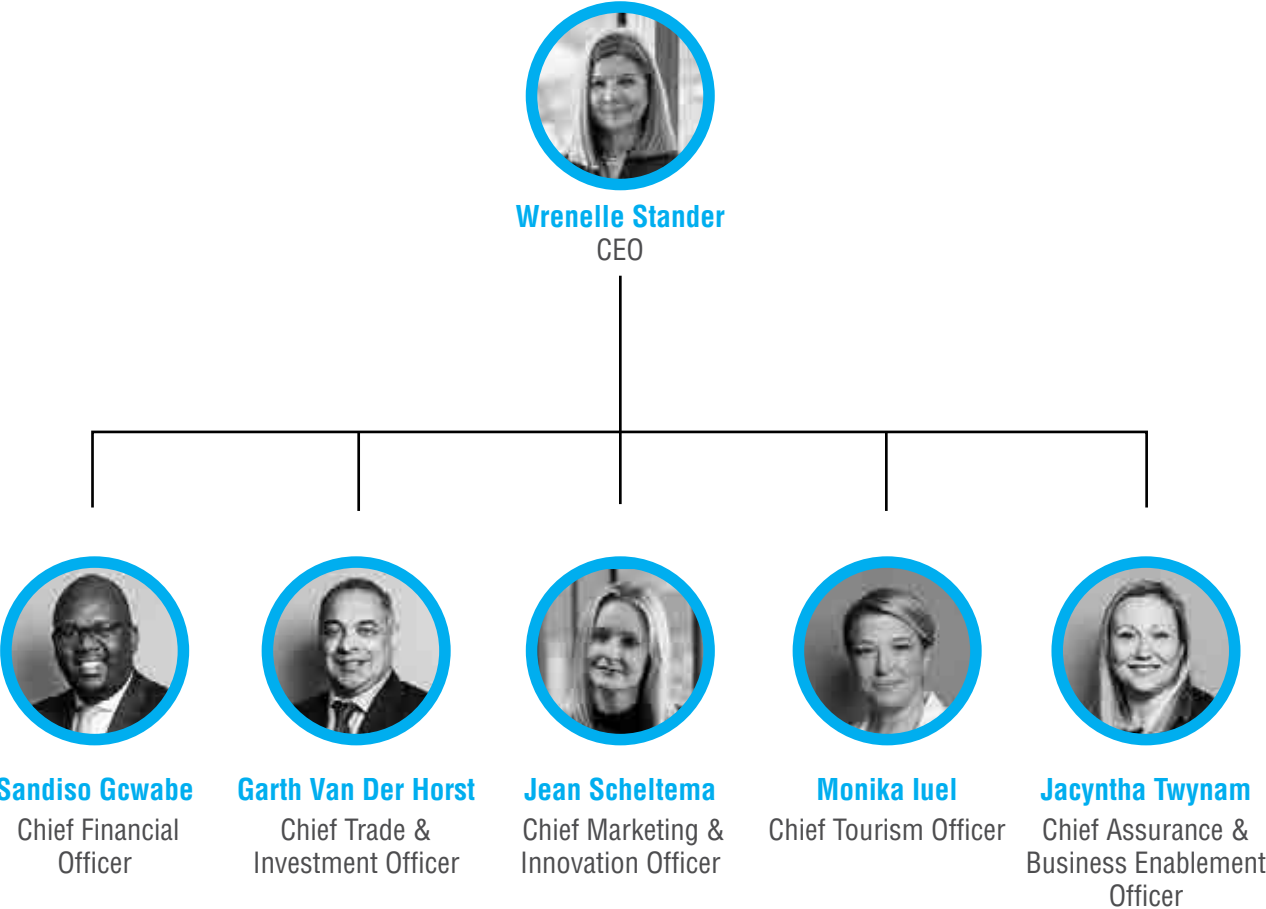 Wrenelle Stander
CEO
Sandiso Gcwabe
Chief Financial
Officer
Garth Van Der Horst
Chief Trade &
Investment Officer
Jean Scheltema
Chief Marketing &
Innovation Officer
Monika Iuel
Chief Tourism Officer
Jacyntha Twynam
Chief Assurance &
Business Enablement
Officer